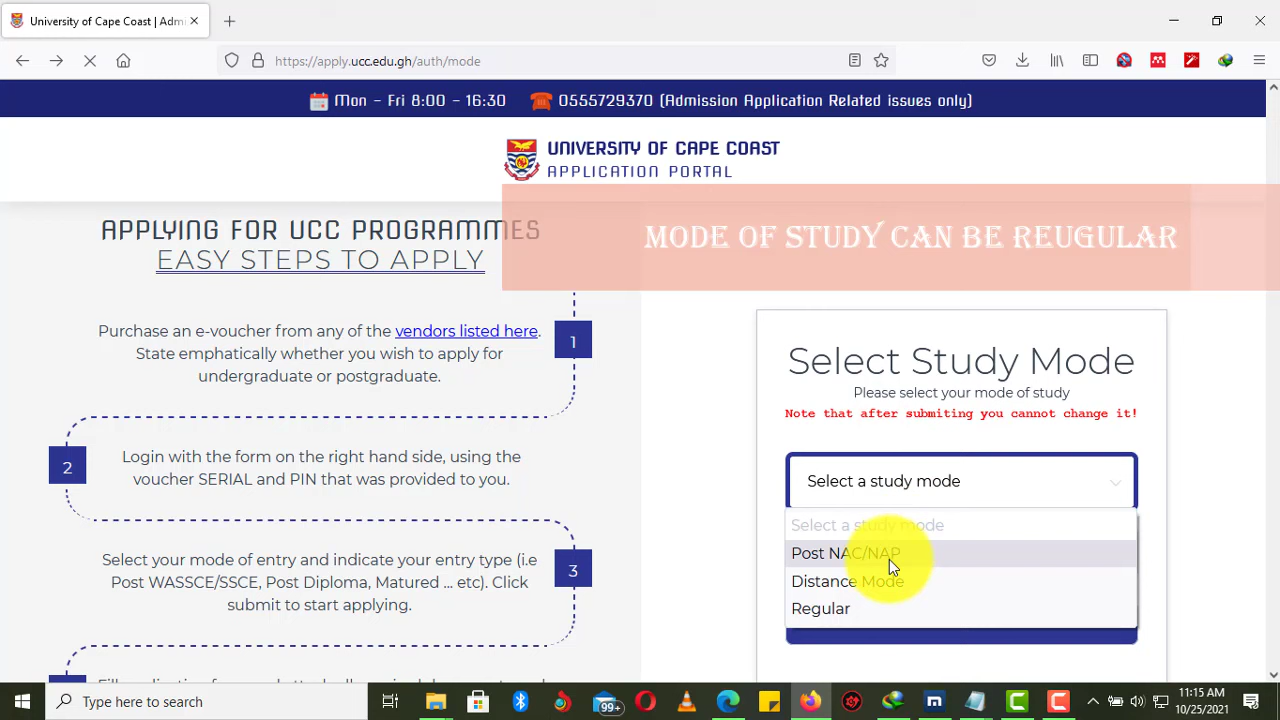 University of Cape Coast | Admi
https://apply.ucc.edu.gh/auth/mode
Mon - Fri 8:00 - 16:30
0555729370 (Admission Application Related issues only)
UNIVERSITY OF CAPE COAST
APPLICATION PORTAL
MODE OF STUDY CAN BE REUGULAR
APPLYING FOR UCC PROGRAMMES
EASY STEPS TO APPLY
1
Purchase an e-voucher from any of the vendors listed here.
State emphatically whether you wish to apply for
undergraduate or postgraduate.
2
Login with the form on the right hand side, using the
voucher SERIAL and PIN that was provided to you.
3
Select your mode of entry and indicate your entry type (i.e
Post WASSCE/SSCE, Post Diploma, Matured ... etc). Click
submit to start applying.
Select Study Mode
Please select your mode of study
Note that after submiting you cannot change it!
Select a study mode
Select a study mode
Post NAC/NAP
Distance Mode
Regular
Type here to search
99+
11:15 AM
10/25/2021